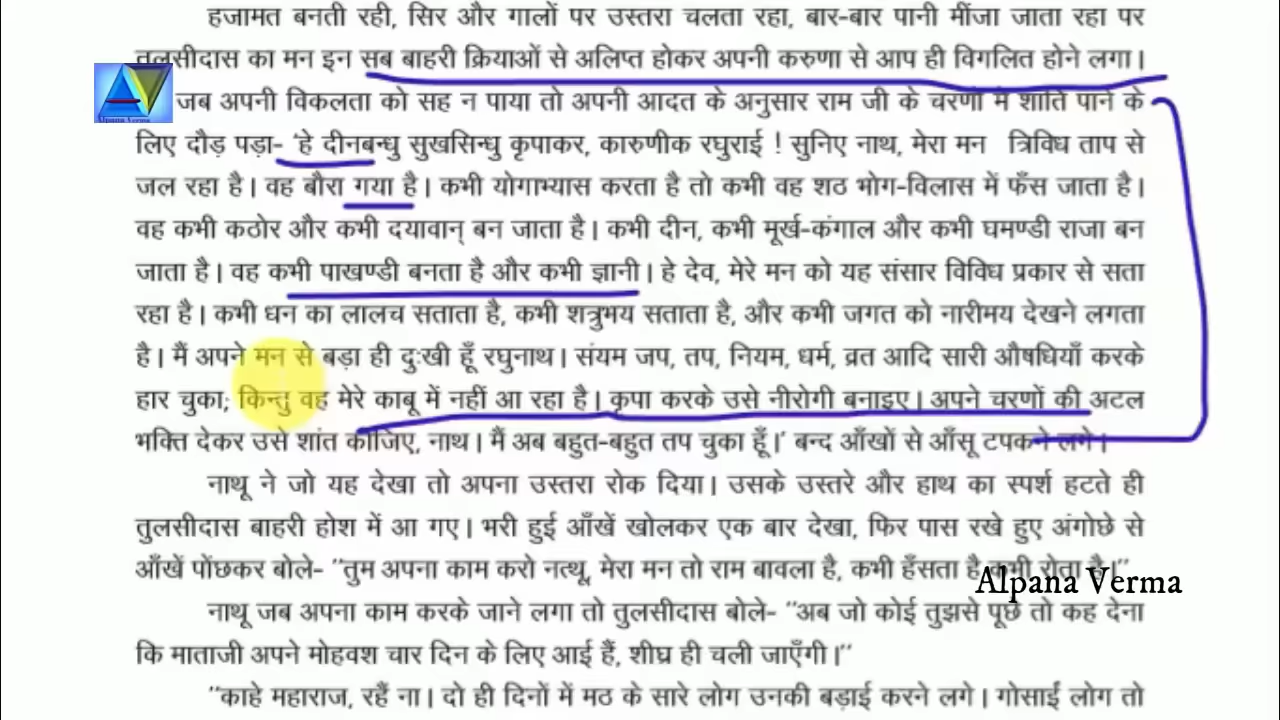 हजामत बनती रही, सिर और गालों पर उस्तरा चलता रहा, बार-बार पानी मींजा जाता रहा पर
तुलसीदास का मन इन सब बाहरी क्रियाओं से अलिप्त होकर अपनी करुणा से आप ही विगलित होने लगा।
जब अपनी विकलता को सह न पाया तो अपनी आदत के अनुसार राम जी के चरणों में शांति पाने के
लिए दौड़ पड़ा- 'हे दीनबन्धु सुखसिन्धु कृपाकर, कारुणीक रघुराई ! सुनिए नाथ, मेरा मन त्रिविध ताप से
जल रहा है। वह बौरा गया है। कभी योगाभ्यास करता है तो कभी वह शठ भोग-विलास में फँस जाता है।
वह कभी कठोर और कभी दयावान् बन जाता है। कभी दीन, कभी मूर्ख-कंगाल और कभी घमण्डी राजा बन
जाता है। वह कभी पाखण्डी बनता है और कभी ज्ञानी। हे देव, मेरे मन को यह संसार विविध प्रकार से सता
रहा है। कभी धन का लालच सताता है, कभी शत्रुभय सताता है, और कभी जगत को नारीमय देखने लगता
है। मैं अपने मन से बड़ा ही दुःखी हूँ रघुनाथ। संयम जप, तप, नियम, धर्म, व्रत आदि सारी औषधियाँ करके
हार चुका; किन्तु वह मेरे काबू में नहीं आ रहा है। कृपा करके उसे नीरोगी बनाइए। अपने चरणों की अटल
भक्ति देकर उसे शांत कीजिए, नाथ। मैं अब बहुत-बहुत तप चुका हूँ।' बन्द आँखों से आँसू टपकने लगे।
नाथू ने जो यह देखा तो अपना उस्तरा रोक दिया। उसके उस्तरे और हाथ का स्पर्श हटते ही
तुलसीदास बाहरी होश में आ गए। भरी हुई आँखें खोलकर एक बार देखा, फिर पास रखे हुए अंगोछे से
आँखें पोंछकर बोले- ''तुम अपना काम करो नत्थू, मेरा मन तो राम बावला है, कभी हँसता है कभी रोता है।''
नाथू जब अपना काम करके जाने लगा तो तुलसीदास बोले- ''अब जो कोई तुझसे पूछे तो कह देना
कि माताजी अपने मोहवश चार दिन के लिए आई हैं, शीघ्र ही चली जाएँगी।''
''काहे महाराज, रहैं ना। दो ही दिनों में मठ के सारे लोग उनकी बड़ाई करने लगे। गोसाईं लोग तो
Alpana Verma
Alpana Verma